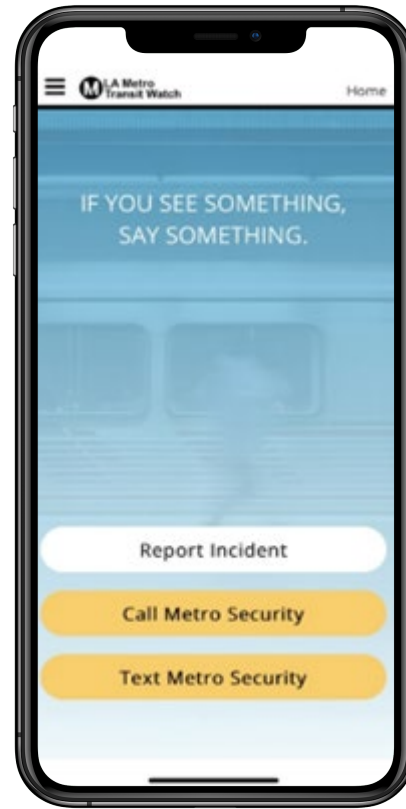 M LA Metro
Transit Watch
Home
IF YOU SEE SOMETHING,
SAY SOMETHING.
Report Incident
Call Metro Security
Text Metro Security